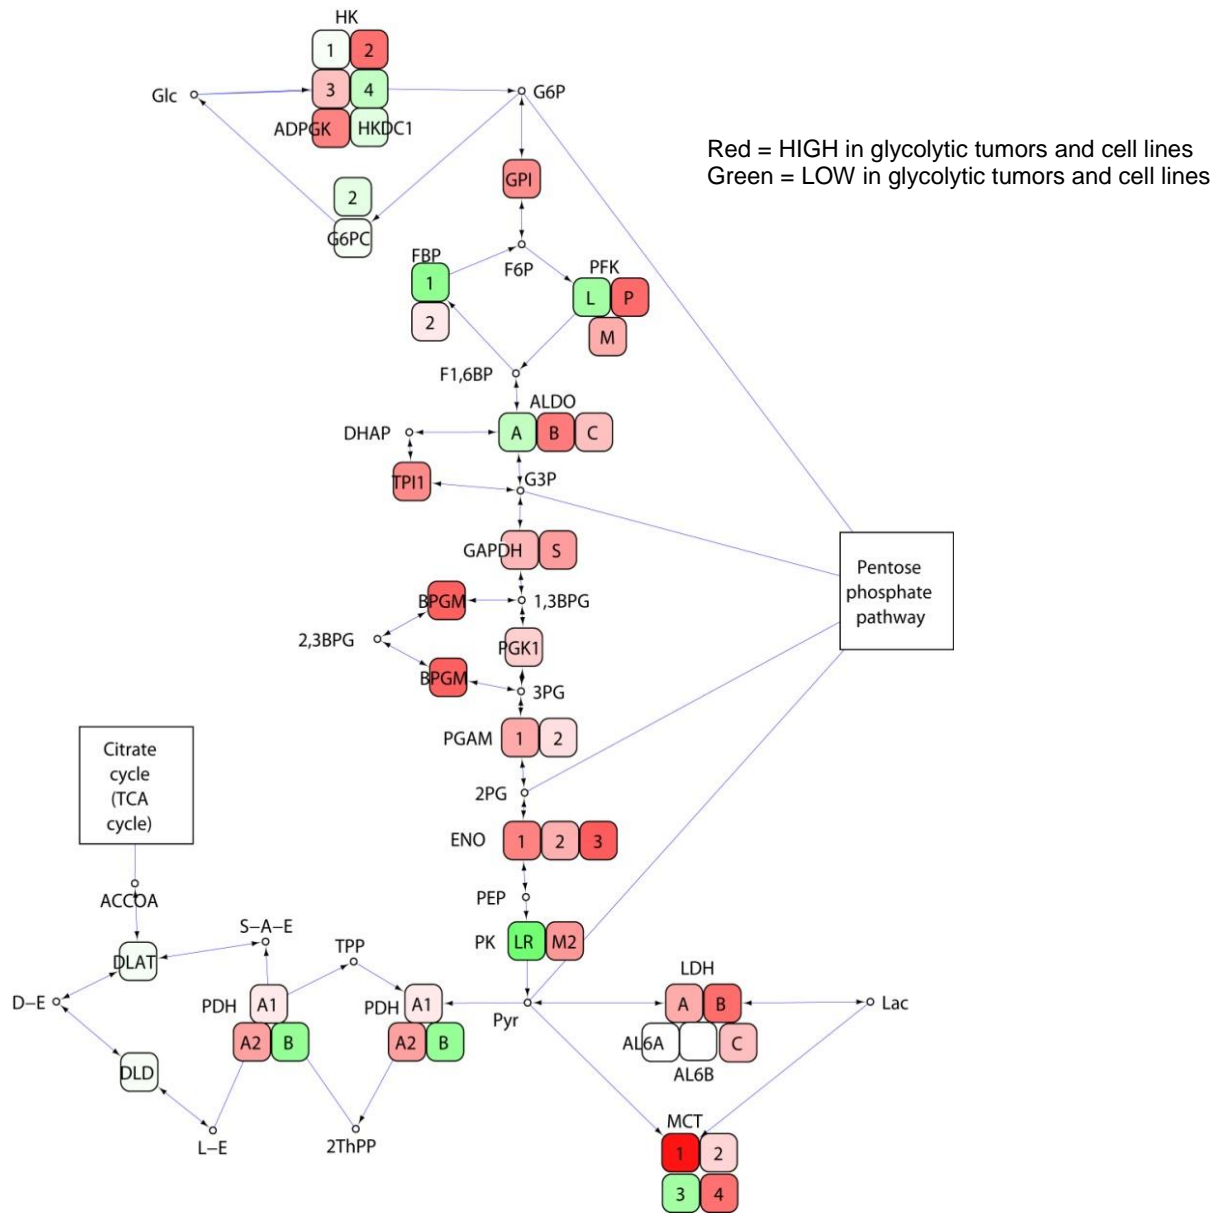 HK
1 2
3 4
ADPGK HKDC1
Glc
G6P
Red = HIGH in glycolytic tumors and cell lines
Green = LOW in glycolytic tumors and cell lines
GPI
2
G6PC
F6P
FBP
1
2
PFK
L P
M
F1,6BP
ALDO
A B C
DHAP
TPI1
G3P
GAPDH S
BPGM
1,3BPG
2,3BPG
PGK1
BPGM
3PG
Pentose
phosphate
pathway
PGAM 1 2
2PG
ENO 1 2 3
PEP
PK LR M2
Citrate
cycle
(TCA
cycle)
ACCOA
DLAT
S–A–E
TPP
D–E
PDH A1
A2 B
PDH A1
A2 B
Pyr
DLD
L–E
2ThPP
LDH
A B
AL6A C
AL6B
Lac
MCT
1 2
3 4